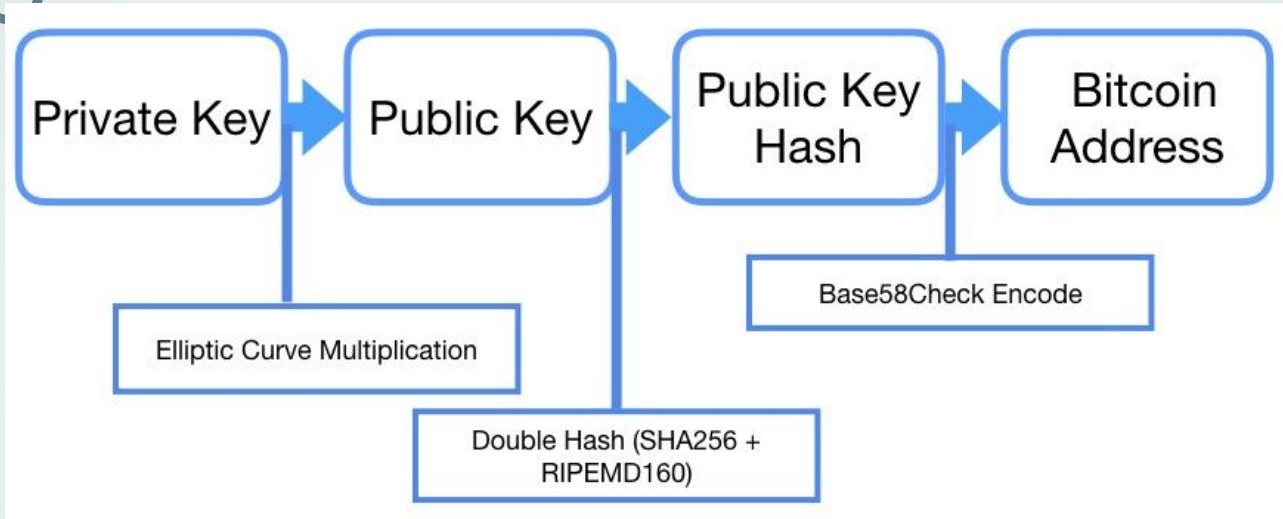 Private Key
Public Key
Public Key
Hash
Bitcoin
Address
Elliptic Curve Multiplication
Double Hash (SHA256 +
RIPEMD160)
Base58Check Encode